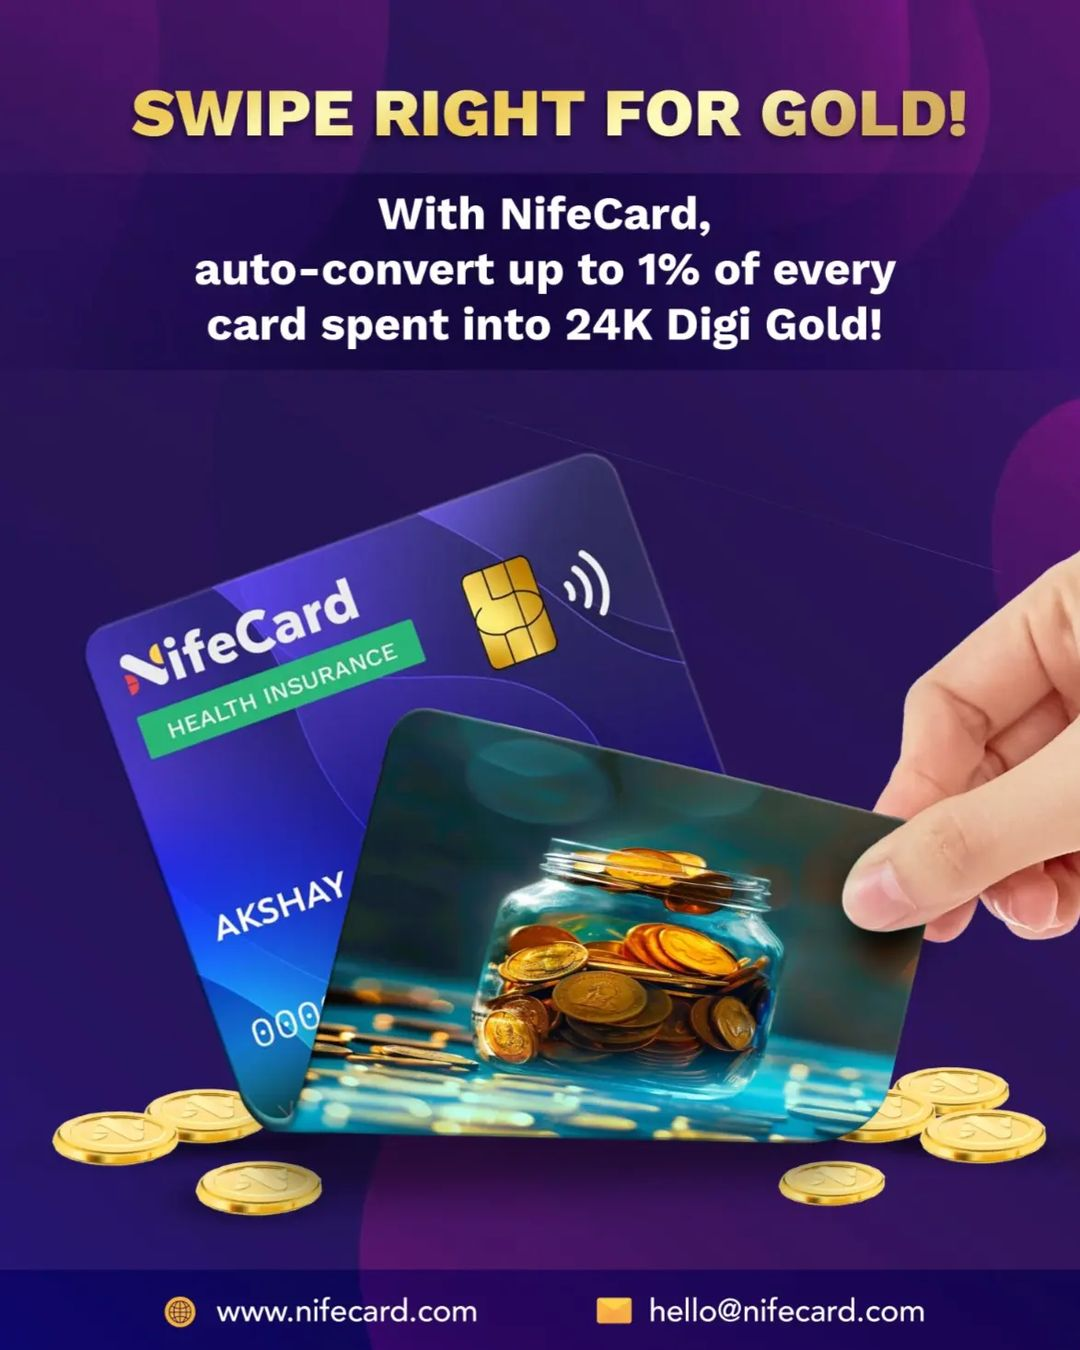 SWIPE RIGHT FOR GOLD!
With NifeCard,
auto-convert up to 1% of every
card spent into 24K Digi Gold!
NifeCard
HEALTH INSURANCE
AKSHAY
000
www.nifecard.com
hello@nifecard.com